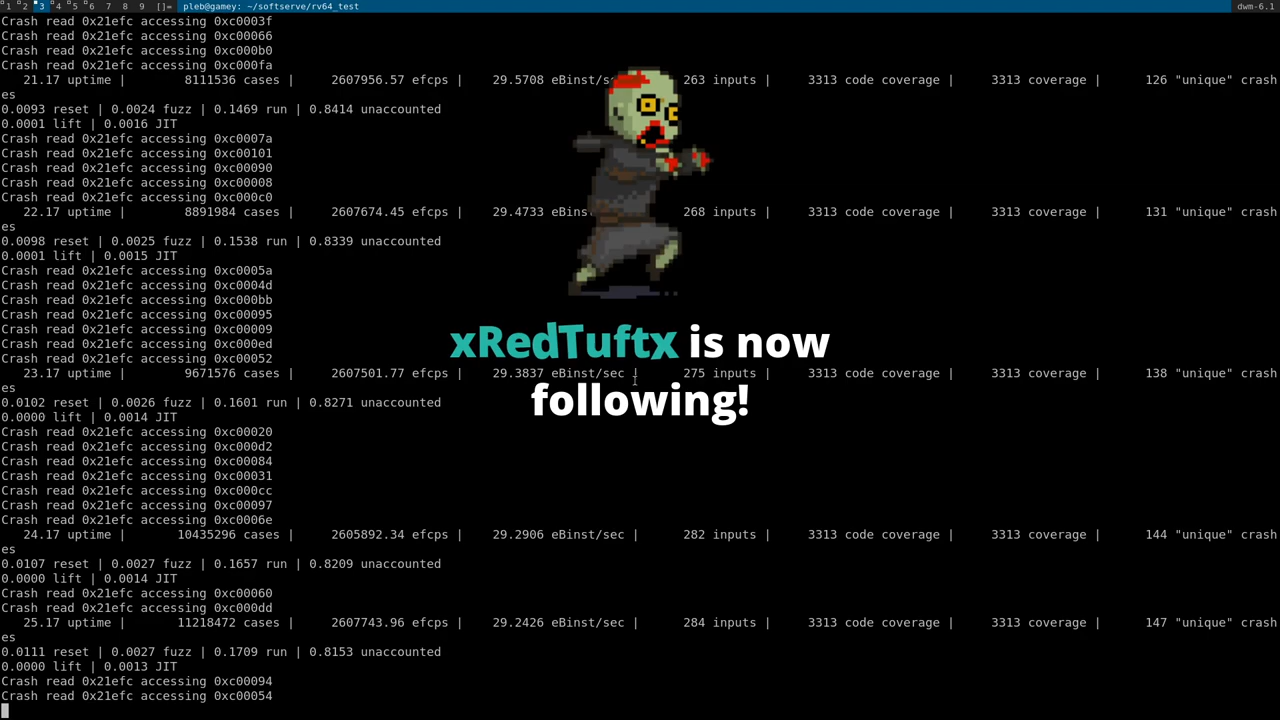 1 2 3 4 5 6 7 8 9 []= pleb@gamey: ~/softserve/rv64_test dwm-6.1
Crash read 0x21efc accessing 0xc0003f
Crash read 0x21efc accessing 0xc00066
Crash read 0x21efc accessing 0xc000b0
Crash read 0x21efc accessing 0xc000fa
21.17 uptime | 8111536 cases | 2607956.57 efcps | 29.5708 eBinst/s 263 inputs | 3313 code coverage | 3313 coverage | 126 "unique" crash
es
0.0093 reset | 0.0024 fuzz | 0.1469 run | 0.8414 unaccounted
0.0001 lift | 0.0016 JIT
Crash read 0x21efc accessing 0xc0007a
Crash read 0x21efc accessing 0xc00101
Crash read 0x21efc accessing 0xc00090
Crash read 0x21efc accessing 0xc00008
Crash read 0x21efc accessing 0xc000c0
22.17 uptime | 8891984 cases | 2607674.45 efcps | 29.4733 eBins 268 inputs | 3313 code coverage | 3313 coverage | 131 "unique" crash
es
0.0098 reset | 0.0025 fuzz | 0.1538 run | 0.8339 unaccounted
0.0001 lift | 0.0015 JIT
Crash read 0x21efc accessing 0xc0005a
Crash read 0x21efc accessing 0xc0004d
Crash read 0x21efc accessing 0xc000bb
Crash read 0x21efc accessing 0xc00095
Crash read 0x21efc accessing 0xc00009
Crash read 0x21efc accessing 0xc000ed
xRedTuftx is now
Crash read 0x21efc accessing 0xc00052
23.17 uptime | 9671576 cases | 2607501.77 efcps | 29.3837 eBinst/sec | 275 inputs | 3313 code coverage | 3313 coverage | 138 "unique" crash
es
following!
0.0102 reset | 0.0026 fuzz | 0.1601 run | 0.8271 unaccounted
0.0000 lift | 0.0014 JIT
Crash read 0x21efc accessing 0xc00020
Crash read 0x21efc accessing 0xc000d2
Crash read 0x21efc accessing 0xc00084
Crash read 0x21efc accessing 0xc00031
Crash read 0x21efc accessing 0xc000cc
Crash read 0x21efc accessing 0xc00097
Crash read 0x21efc accessing 0xc0006e
24.17 uptime | 10435296 cases | 2605892.34 efcps | 29.2906 eBinst/sec | 282 inputs | 3313 code coverage | 3313 coverage | 144 "unique" crash
es
0.0107 reset | 0.0027 fuzz | 0.1657 run | 0.8209 unaccounted
0.0000 lift | 0.0014 JIT
Crash read 0x21efc accessing 0xc00060
Crash read 0x21efc accessing 0xc000dd
25.17 uptime | 11218472 cases | 2607743.96 efcps | 29.2426 eBinst/sec | 284 inputs | 3313 code coverage | 3313 coverage | 147 "unique" crash
es
0.0111 reset | 0.0027 fuzz | 0.1709 run | 0.8153 unaccounted
0.0000 lift | 0.0013 JIT
Crash read 0x21efc accessing 0xc00094
Crash read 0x21efc accessing 0xc00054